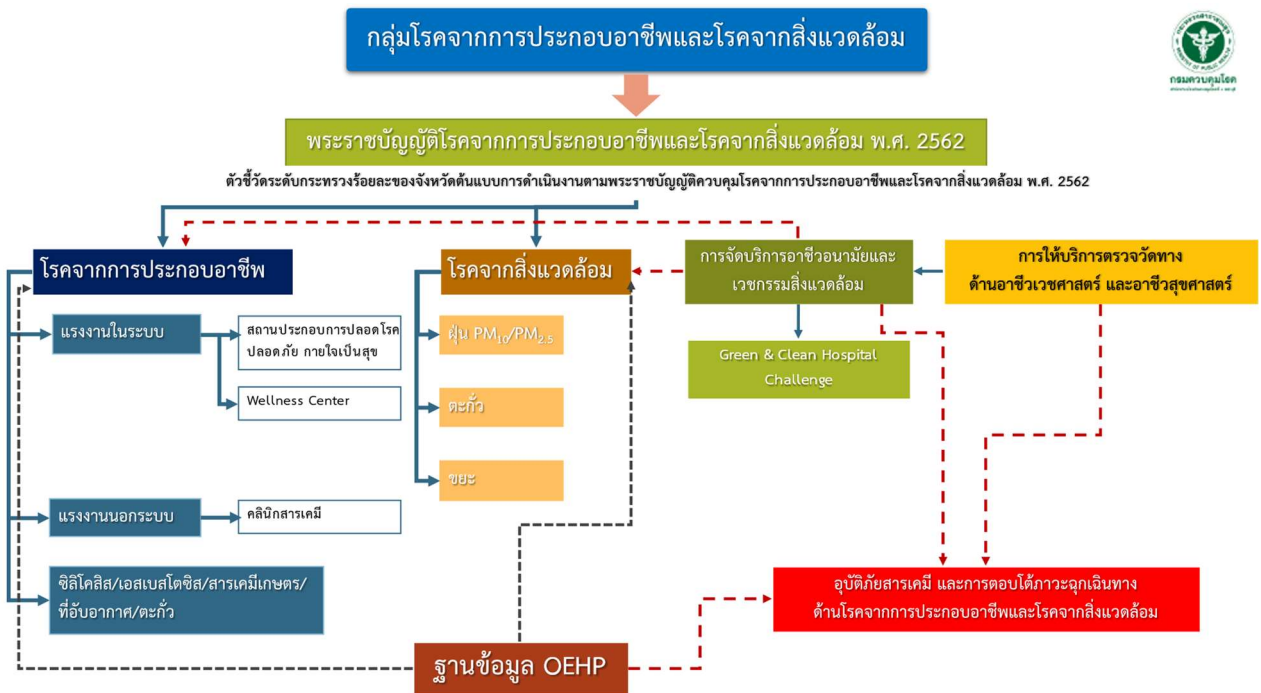 กลุ่มโรคจากการประกอบอาชีพและโรคจากสิ่งแวดล้อม
กรมควบคุมโรค
พระราชบัญญัติโรคจากการประกอบอาชีพและโรคจากสิ่งแวดล้อม พ.ศ. 2562
ตัวชี้วัดระดับกระทรวงร้อยละของจังหวัดต้นแบบการดำเนินงานตามพระราชบัญญัติควบคุมโรคจากการประกอบอาชีพและโรคจากสิ่งแวดล้อม พ.ศ. 2562
โรคจากการประกอบอาชีพ
โรคจากสิ่งแวดล้อม
การจัดบริการอาชีวอนามัยและ
เวชกรรมสิ่งแวดล้อม
การให้บริการตรวจวัดทาง
ด้านอาชีวเวชศาสตร์ และอาชีวสุขศาสตร์
แรงงานในระบบ
สถานประกอบการปลอดโรค
ปลอดภัย กายใจเป็นสุข
Wellness Center
ฝุ่น PM10/PM2.5
ตะกั่ว
ขยะ
Green & Clean Hospital
Challenge
แรงงานนอกระบบ
คลินิกสารเคมี
ซิลิโคสิส/เอสเบสโตซิส/สารเคมีเกษตร/
ที่อับอากาศ/ตะกั่ว
อุบัติภัยสารเคมี และการตอบโต้ภาวะฉุกเฉินทาง
ด้านโรคจากการประกอบอาชีพและโรคจากสิ่งแวดล้อม
ฐานข้อมูล OEHP